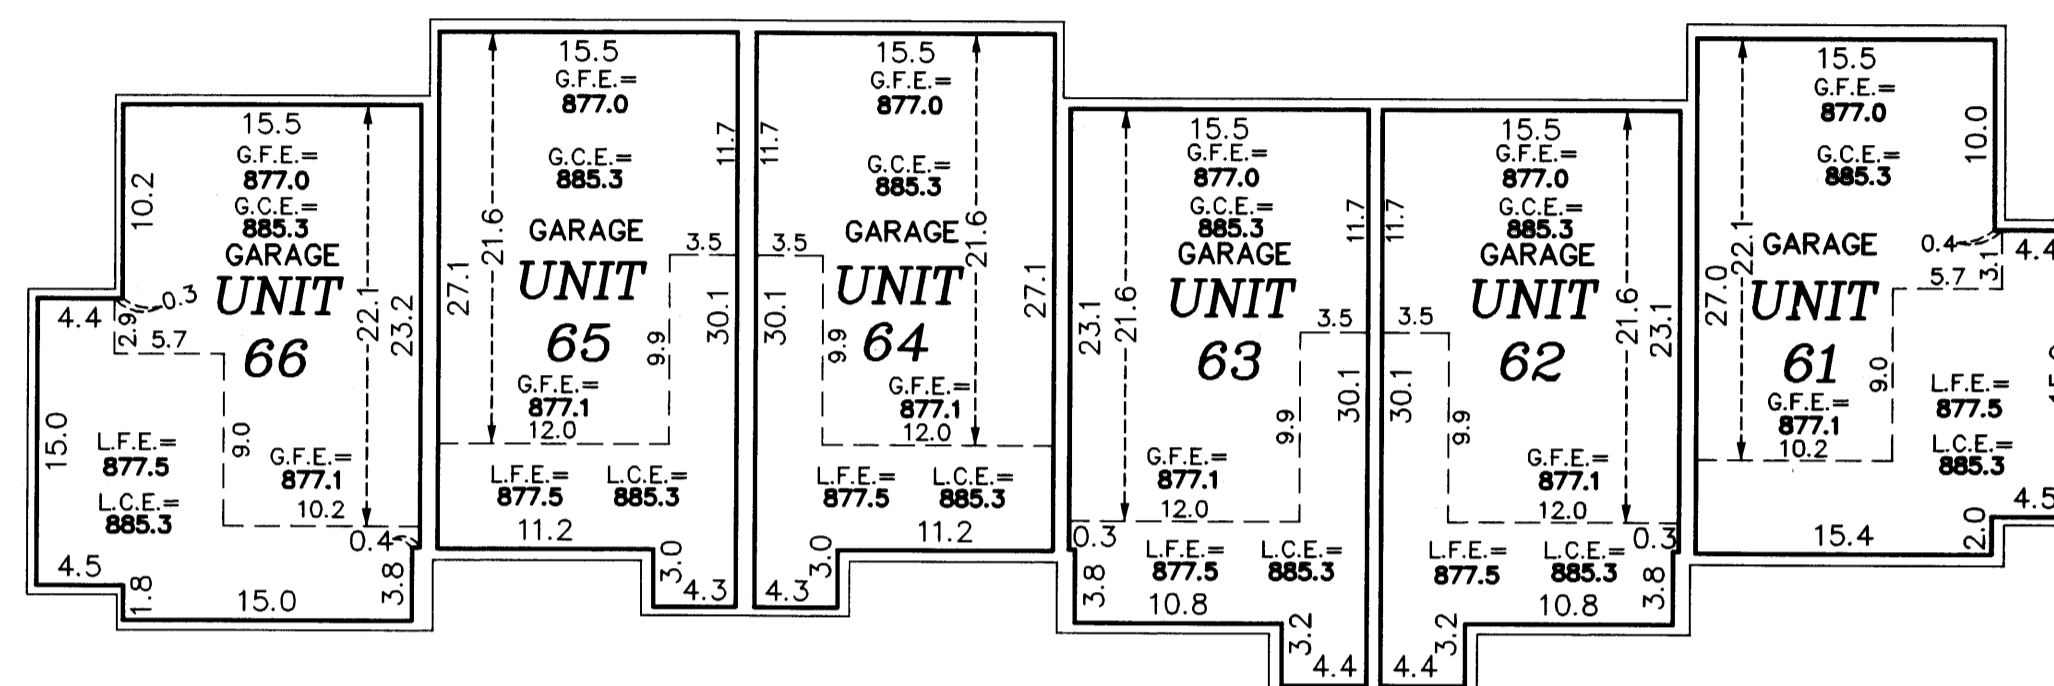 15.5
G.F.E.=
877.0
10.2
G.C.E.=
885.3
GARAGE
UNIT
66
0.3
4.4
2.9
5.7
22.1
23.2
15.0
9.0
L.F.E.=
877.5
G.F.E.=
877.1
L.C.E.=
885.3
10.2
0.4
4.5
1.8
15.0
3.8
15.5
G.F.E.=
877.0
11.7
G.C.E.=
885.3
GARAGE
21.6
3.5
27.1
UNIT
65
9.9
30.1
G.F.E.=
877.1
12.0
L.F.E.= L.C.E.=
877.5 885.3
11.2
3.0
4.3
15.5
G.F.E.=
877.0
11.7
G.C.E.=
885.3
GARAGE
21.6
3.5
27.1
UNIT
64
30.1
9.9
G.F.E.=
877.1
12.0
L.F.E.= L.C.E.=
877.5 885.3
11.2
3.0
4.3
15.5
G.F.E.=
877.0
G.C.E.=
885.3
11.7
GARAGE
UNIT
63
23.1
21.6
3.5
9.9
30.1
G.F.E.=
877.1
12.0
0.3
L.F.E.= L.C.E.=
877.5 885.3
3.8
10.8
3.2
4.4
15.5
G.F.E.=
877.0
G.C.E.=
885.3
11.7
GARAGE
UNIT
62
3.5
21.6
23.1
30.1
9.9
G.F.E.=
877.1
12.0
0.3
L.F.E.= L.C.E.=
877.5 885.3
10.8
3.8
3.2
4.4
15.5
G.F.E.=
877.0
10.0
G.C.E.=
885.3
GARAGE
0.4
4.4
22.1
3.1
5.7
27.0
UNIT
61
9.0
L.F.E.=
877.5
G.F.E.=
877.1
10.2
L.C.E.=
885.3
4.5
2.0
15.4